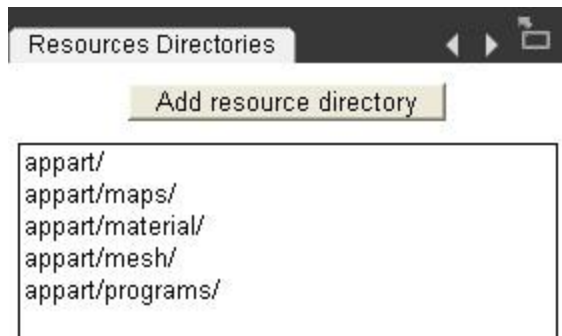 Resources Directories
Add resource directory
appart/
appart/maps/
appart/material/
appart/mesh/
appart/programs/